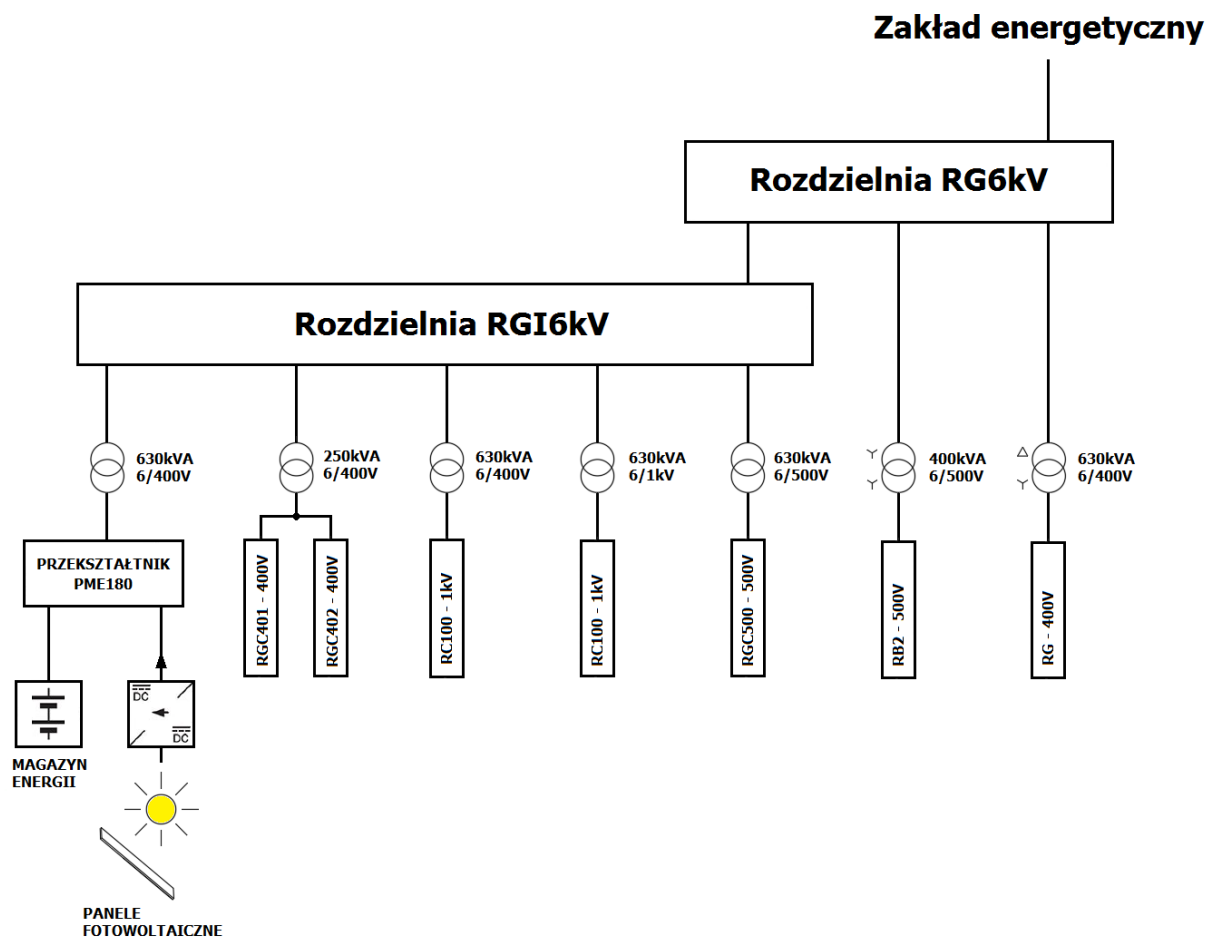 Zakład energetyczny
Rozdzielnia RG6kV
Rozdzielnia RGI6kV
630kVA
6/400V
250kVA
6/400V
630kVA
6/400V
630kVA
6/1kV
630kVA
6/500V
400kVA
6/500V
630kVA
6/400V
PRZEKSZTAŁTNIK
PME180
RGC401 - 400V
RGC402 - 400V
RC100 - 1kV
RC100 - 1kV
RGC500 - 500V
RB2 - 500V
RG - 400V
DC
DC
MAGAZYN
ENERGII
PANELE
FOTOWOLTAICZNE